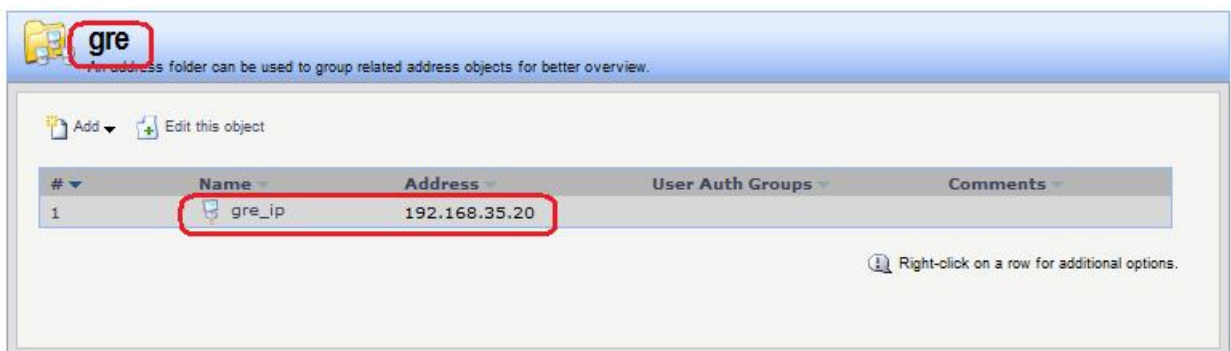 gre
An address folder can be used to group related address objects for better overview.
Add Edit this object
# Name Address User Auth Groups Comments
1 gre_ip 192.168.35.20
Right-click on a row for additional options.